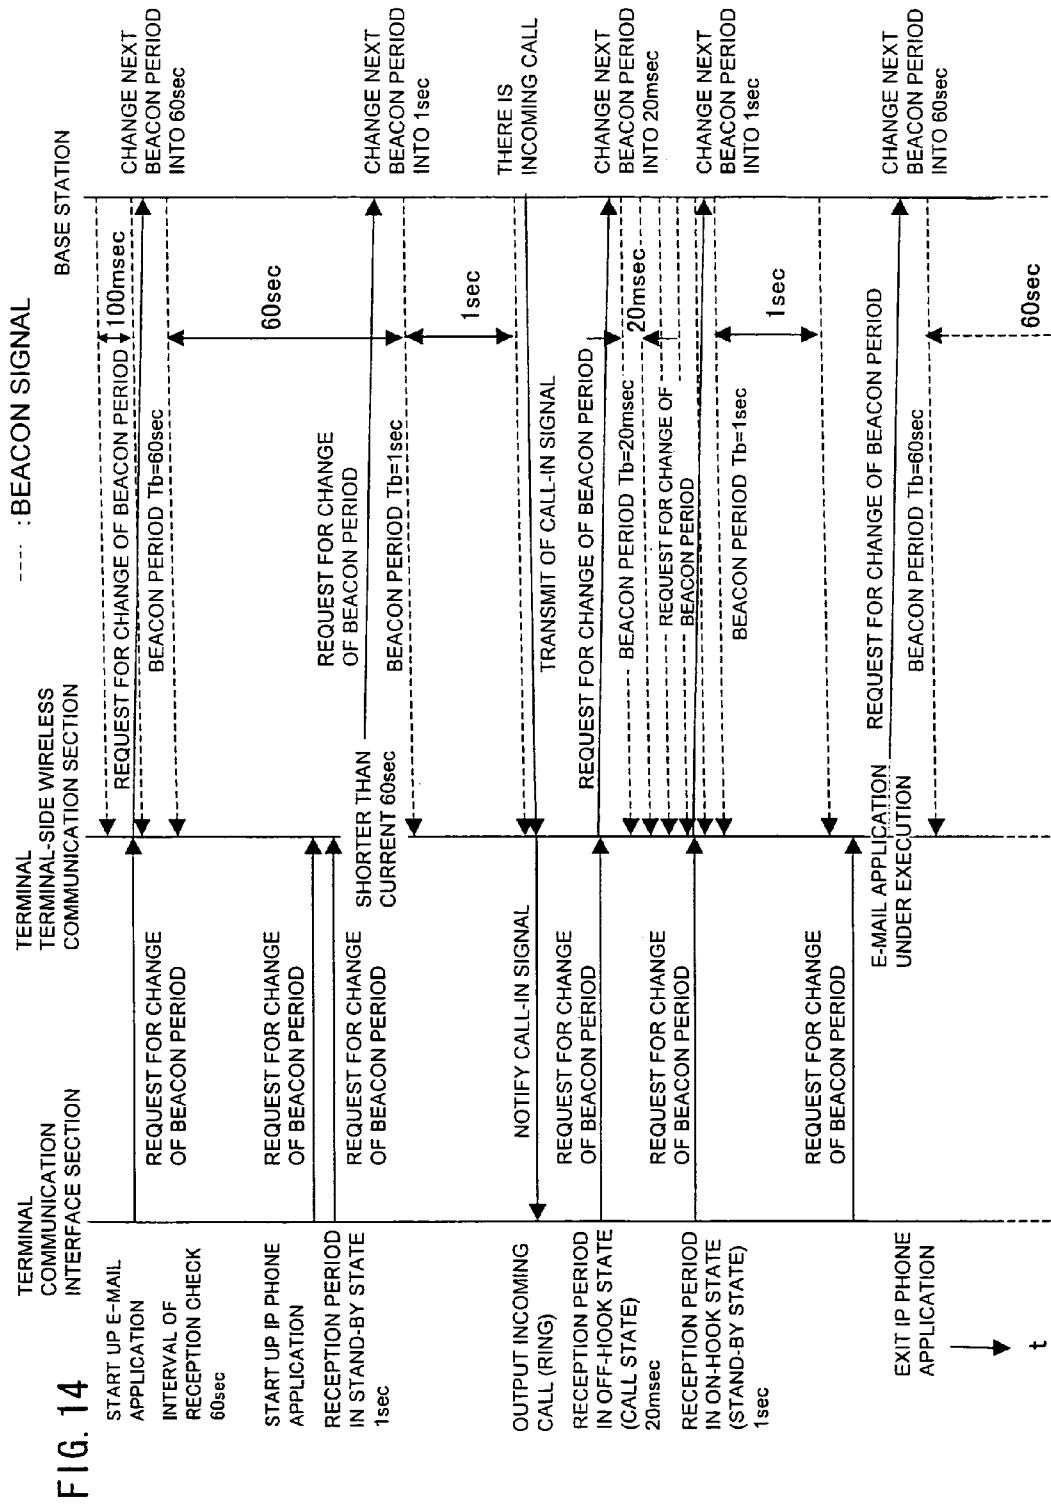 FIG. 14
---- : BEACON SIGNAL
TERMINAL
COMMUNICATION
INTERFACE SECTION
TERMINAL
TERMINAL-SIDE WIRELESS
COMMUNICATION SECTION
BASE STATION
START UP E-MAIL
APPLICATION
INTERVAL OF
RECEPTION CHECK
60sec
REQUEST FOR CHANGE
OF BEACON PERIOD
REQUEST FOR CHANGE OF BEACON PERIOD
100msec
CHANGE NEXT
BEACON PERIOD
INTO 60sec
BEACON PERIOD Tb=60sec
60sec
START UP IP PHONE
APPLICATION
REQUEST FOR CHANGE
OF BEACON PERIOD
RECEPTION PERIOD
IN STAND-BY STATE
1sec
REQUEST FOR CHANGE
OF BEACON PERIOD
SHORTER THAN
CURRENT 60sec
REQUEST FOR CHANGE
OF BEACON PERIOD
CHANGE NEXT
BEACON PERIOD
INTO 1sec
BEACON PERIOD Tb=1sec
1sec
THERE IS
INCOMING CALL
TRANSMIT OF CALL-IN SIGNAL
NOTIFY CALL-IN SIGNAL
OUTPUT INCOMING
CALL (RING)
RECEPTION PERIOD
IN OFF-HOOK STATE
(CALL STATE)
20msec
REQUEST FOR CHANGE
OF BEACON PERIOD
REQUEST FOR CHANGE OF BEACON PERIOD
CHANGE NEXT
BEACON PERIOD
INTO 20msec
BEACON PERIOD Tb=20msec
20msec
RECEPTION PERIOD
IN ON-HOOK STATE
(STAND-BY STATE)
1sec
REQUEST FOR CHANGE
OF BEACON PERIOD
REQUEST FOR CHANGE OF
BEACON PERIOD
CHANGE NEXT
BEACON PERIOD
INTO 1sec
BEACON PERIOD Tb=1sec
1sec
EXIT IP PHONE
APPLICATION
REQUEST FOR CHANGE
OF BEACON PERIOD
E-MAIL APPLICATION
UNDER EXECUTION
REQUEST FOR CHANGE OF BEACON PERIOD
CHANGE NEXT
BEACON PERIOD
INTO 60sec
BEACON PERIOD Tb=60sec
60sec
t